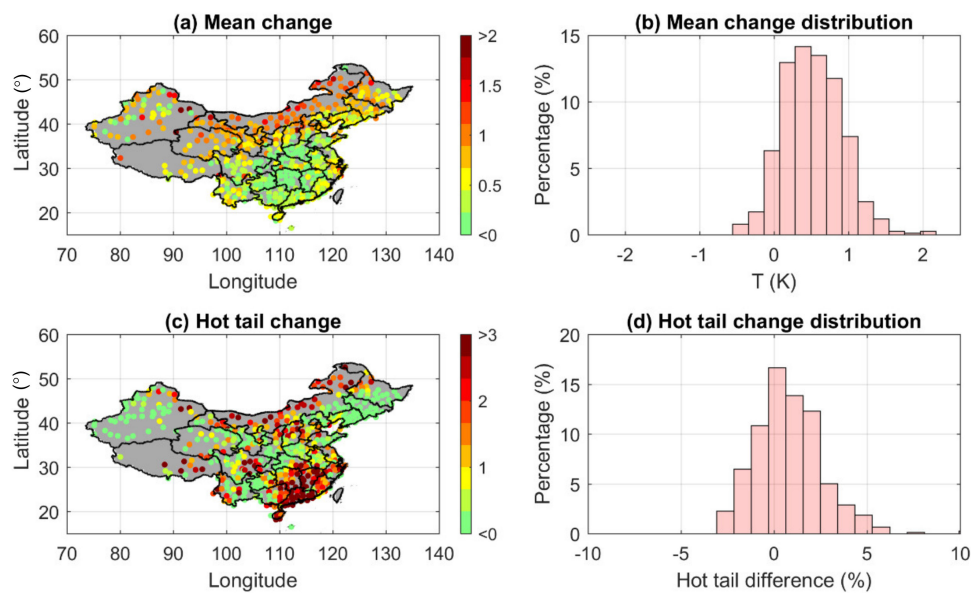 (a) Mean change
60
50
40
30
20
Latitude (°)
70 80 90 100 110 120 130 140
Longitude
>2
1.5
1
0.5
<0
(b) Mean change distribution
15
10
5
0
Percentage (%)
-2 -1 0 1 2
T (K)
(c) Hot tail change
60
50
40
30
20
Latitude (°)
70 80 90 100 110 120 130 140
Longitude
>3
2
1
<0
(d) Hot tail change distribution
20
15
10
5
0
Percentage (%)
-10 -5 0 5 10
Hot tail difference (%)